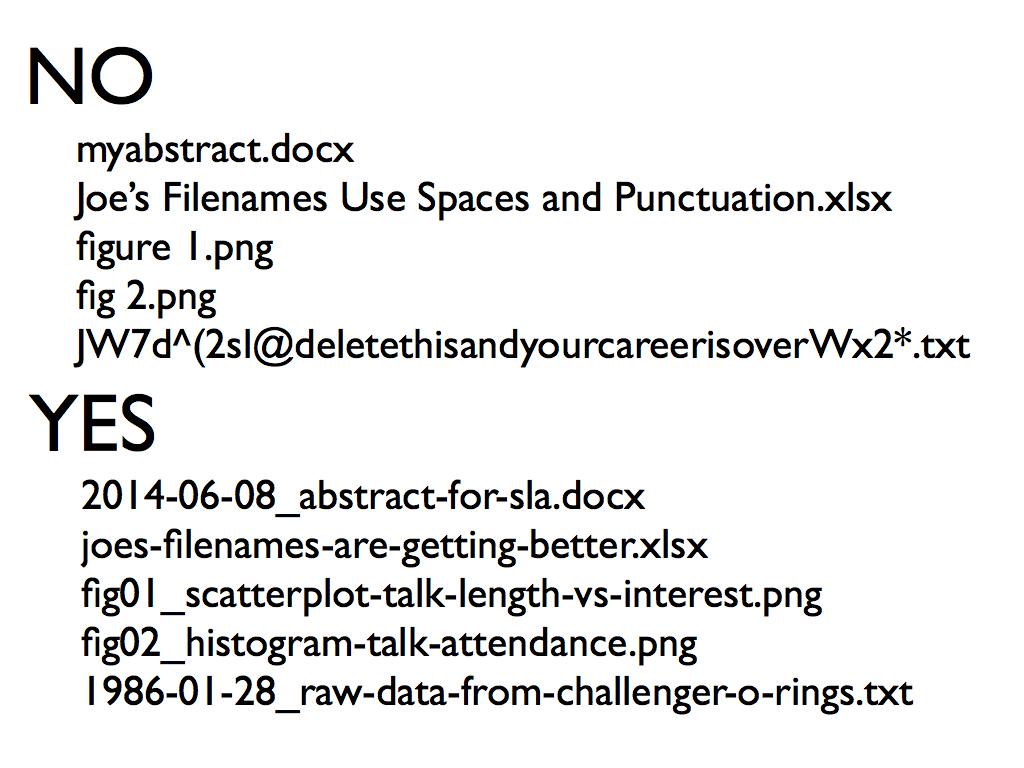 NO
myabstract.docx
Joe’s Filenames Use Spaces and Punctuation.xlsx
figure 1.png
fig 2.png
JW7d^(2sl@deletethisandyourcareerisoverWx2*.txt
YES
2014-06-08_abstract-for-sla.docx
joes-filenames-are-getting-better.xlsx
fig01_scatterplot-talk-length-vs-interest.png
fig02_histogram-talk-attendance.png
1986-01-28_raw-data-from-challenger-o-rings.txt